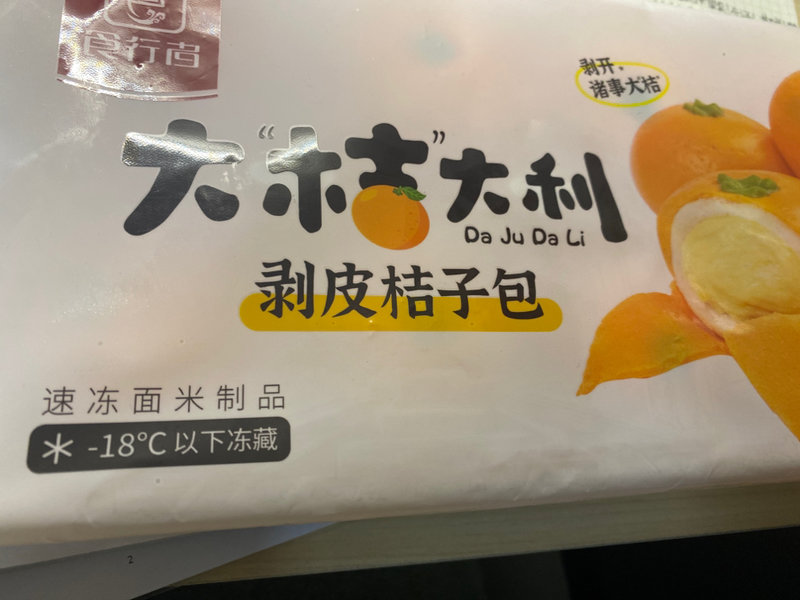 食行者
剥开,
诸事大桔
大“桔”大利
Da Ju Da Li
剥皮桔子包
速冻面米制品
-18℃以下冻藏
2